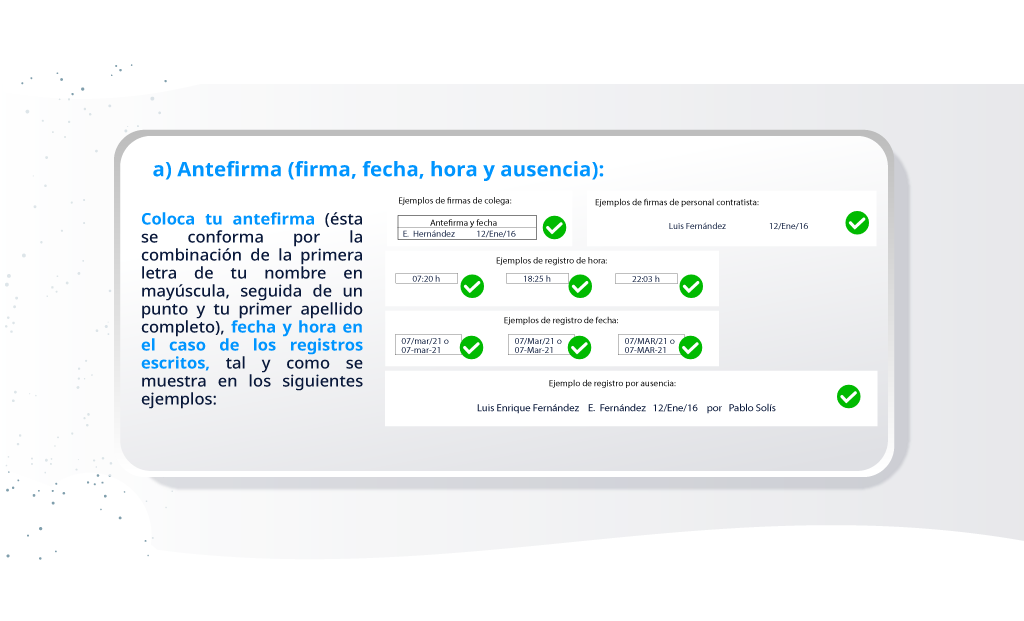 a) Antefirma (firma, fecha, hora y ausencia):
Coloca tu antefirma (ésta
se conforma por la
combinación de la primera
letra de tu nombre en
mayúscula, seguida de un
punto y tu primer apellido
completo), fecha y hora en
el caso de los registros
escritos, tal y como se
muestra en los siguientes
ejemplos:
Ejemplos de firmas de colega:
Antefirma y fecha
E. Hernández 12/Ene/16
Ejemplos de firmas de personal contratista:
Luis Fernández 12/Ene/16
Ejemplos de registro de hora:
07:20 h 18:25 h 22:03 h
Ejemplos de registro de fecha:
07/mar/21 o
07-mar-21
07/Mar/21 o
07-Mar-21
07/MAR/21 o
07-MAR-21
Ejemplo de registro por ausencia:
Luis Enrique Fernández E. Fernández 12/Ene/16 por Pablo Solís